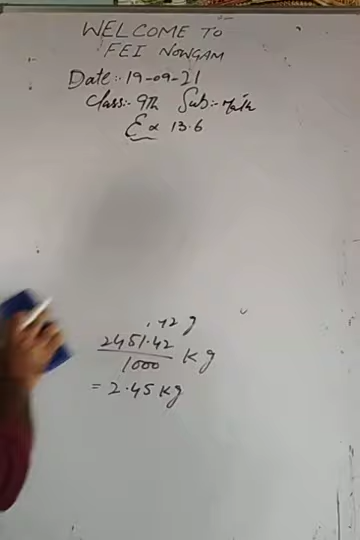 WELCOME TO
FEI NOWGAM
Date:- 19-09-21
Class:- 9th Sub:- Math
Ex 13.6
.42 g
2451.42
1000 kg
= 2.45 kg